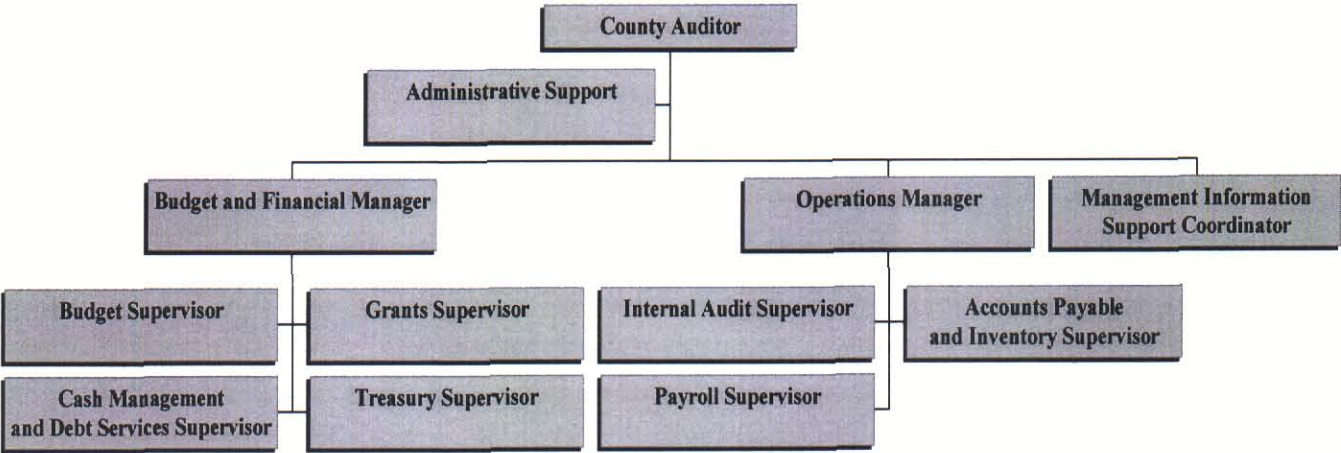 County Auditor
Administrative Support
Budget and Financial Manager
Operations Manager
Management Information
Support Coordinator
Budget Supervisor
Grants Supervisor
Internal Audit Supervisor
Accounts Payable
and Inventory Supervisor
Cash Management
and Debt Services Supervisor
Treasury Supervisor
Payroll Supervisor